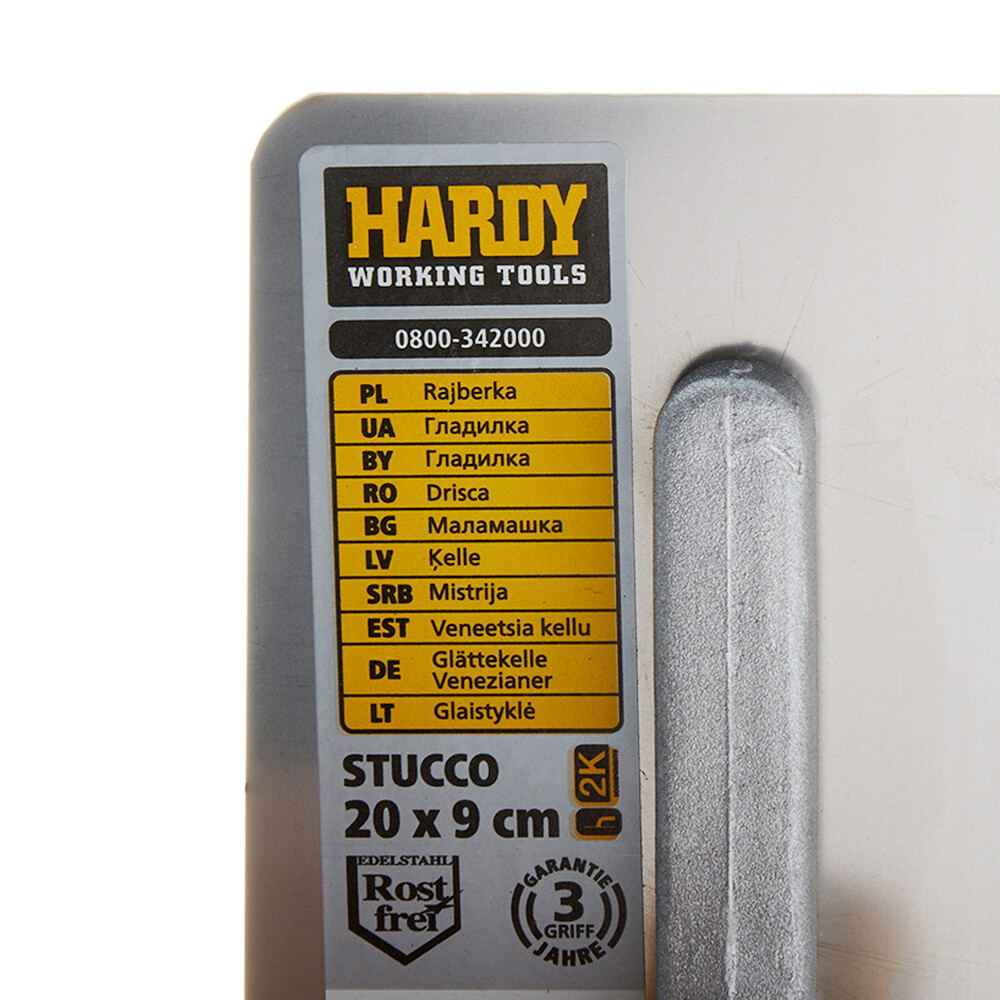 HARDY
WORKING TOOLS
0800-342000
PL Rajberka
UA Гладилка
BY Гладилка
RO Drisca
BG Маламашка
LV Ķelle
SRB Mistrija
EST Veneetsia kellu
DE Glättekelle
Venezianer
LT Glaistyklė
STUCCO
20 x 9 cm
2K
h
EDELSTAHL
Rost
frei
GARANTIE
3
GRIFF
JAHRE